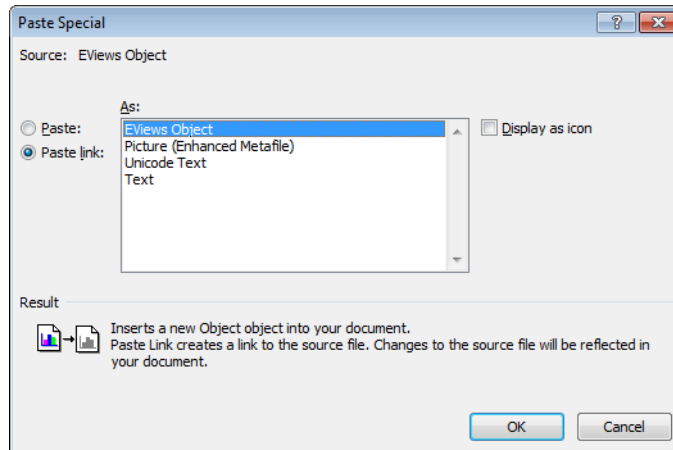 Paste Special
Source: EViews Object
As:
Paste:
Paste link:
EViews Object
Picture (Enhanced Metafile)
Unicode Text
Text
Display as icon
Result
Inserts a new Object object into your document.
Paste Link creates a link to the source file. Changes to the source file will be reflected in
your document.
OK
Cancel